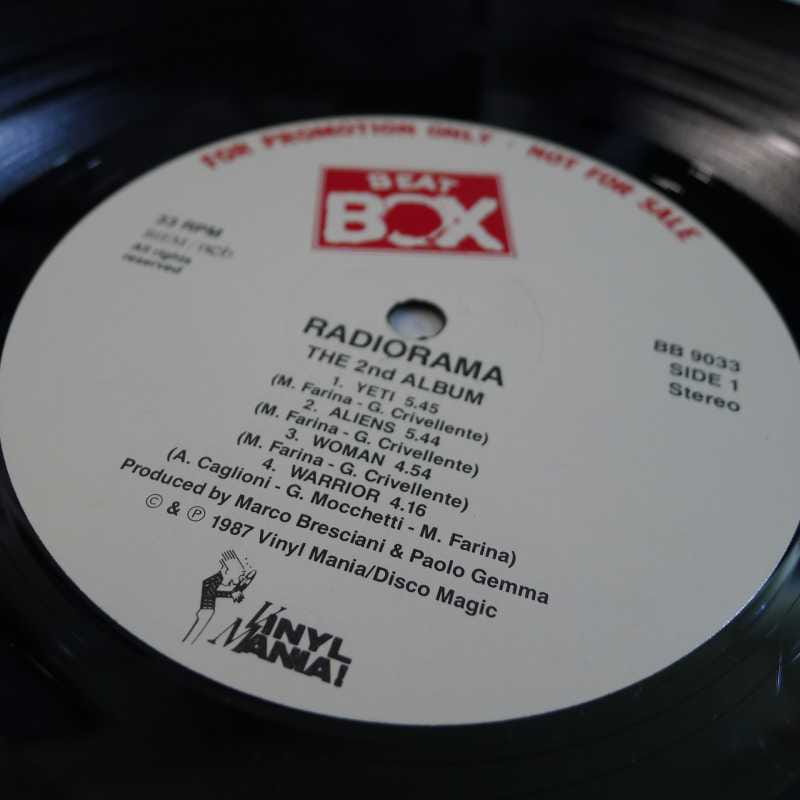 FOR PROMOTION ONLY · NOT FOR SALE
BEAT
BOX
33 RPM
BIEM / ncb
All rights
reserved
BB 9033
SIDE 1
Stereo
RADIORAMA
THE 2nd ALBUM
1. YETI 5.45
(M. Farina - G. Crivellente)
2. ALIENS 5.44
(M. Farina - G. Crivellente)
3. WOMAN 4.54
(M. Farina - G. Crivellente)
4. WARRIOR 4.16
(A. Caglioni - G. Mocchetti - M. Farina)
Produced by Marco Bresciani & Paolo Gemma
© & ℗ 1987 Vinyl Mania/Disco Magic
VINYL
MANIA!